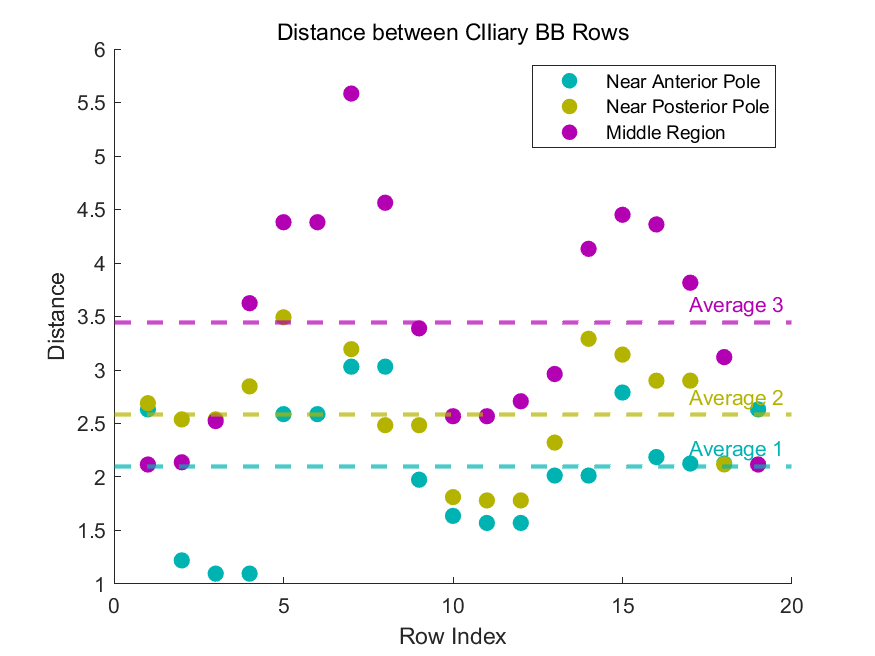 Distance between CIliary BB Rows
Near Anterior Pole
Near Posterior Pole
Middle Region
Average 3
Average 2
Average 1
Distance
6
5.5
5
4.5
4
3.5
3
2.5
2
1.5
1
0
5
10
15
20
Row Index